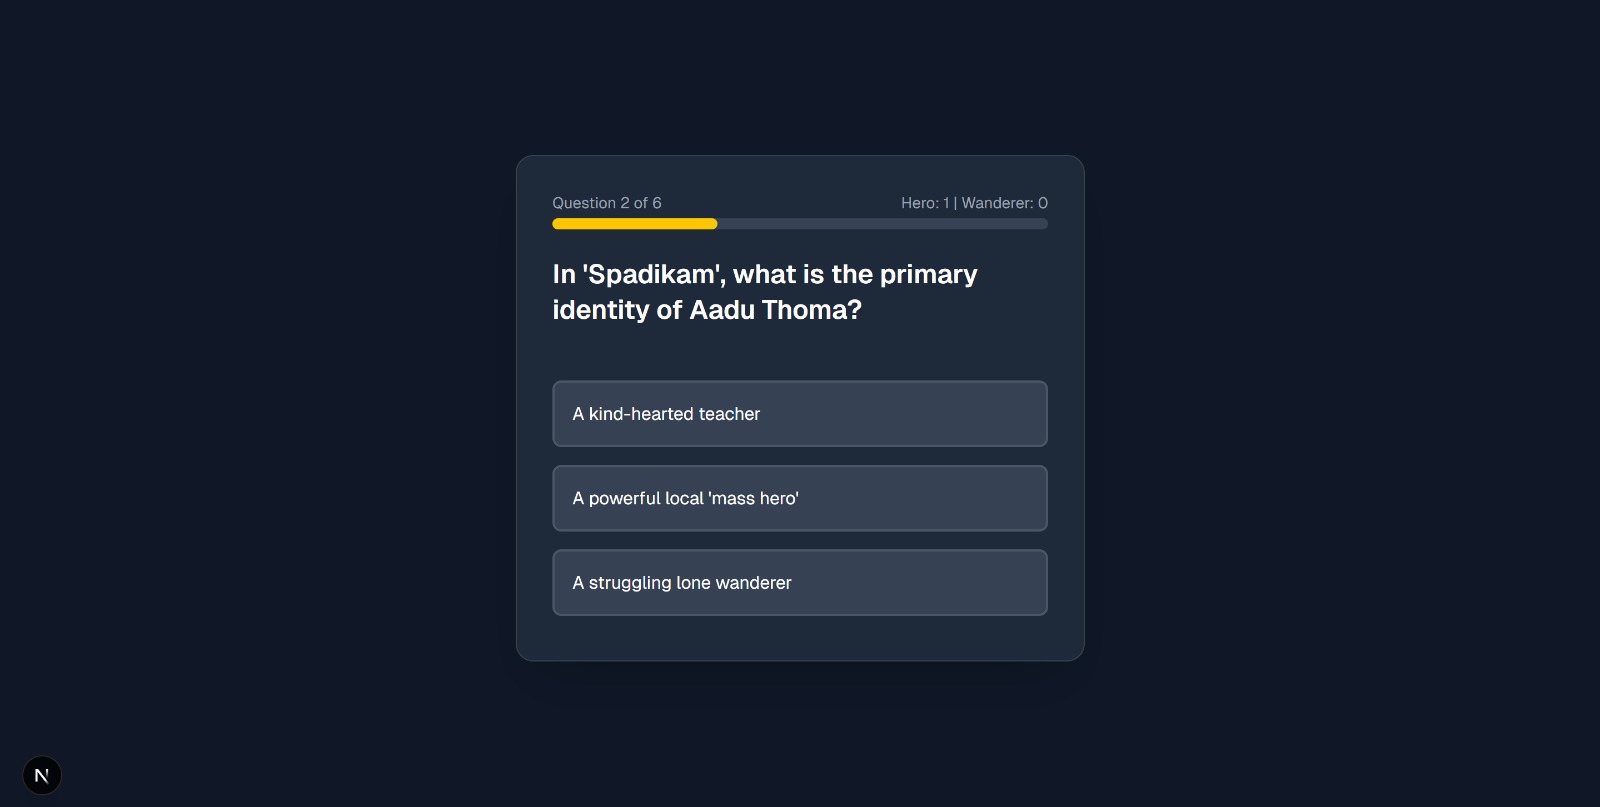 Question 2 of 6
Hero: 1 | Wanderer: 0
In 'Spadikam', what is the primary
identity of Aadu Thoma?
A kind-hearted teacher
A powerful local 'mass hero'
A struggling lone wanderer
N